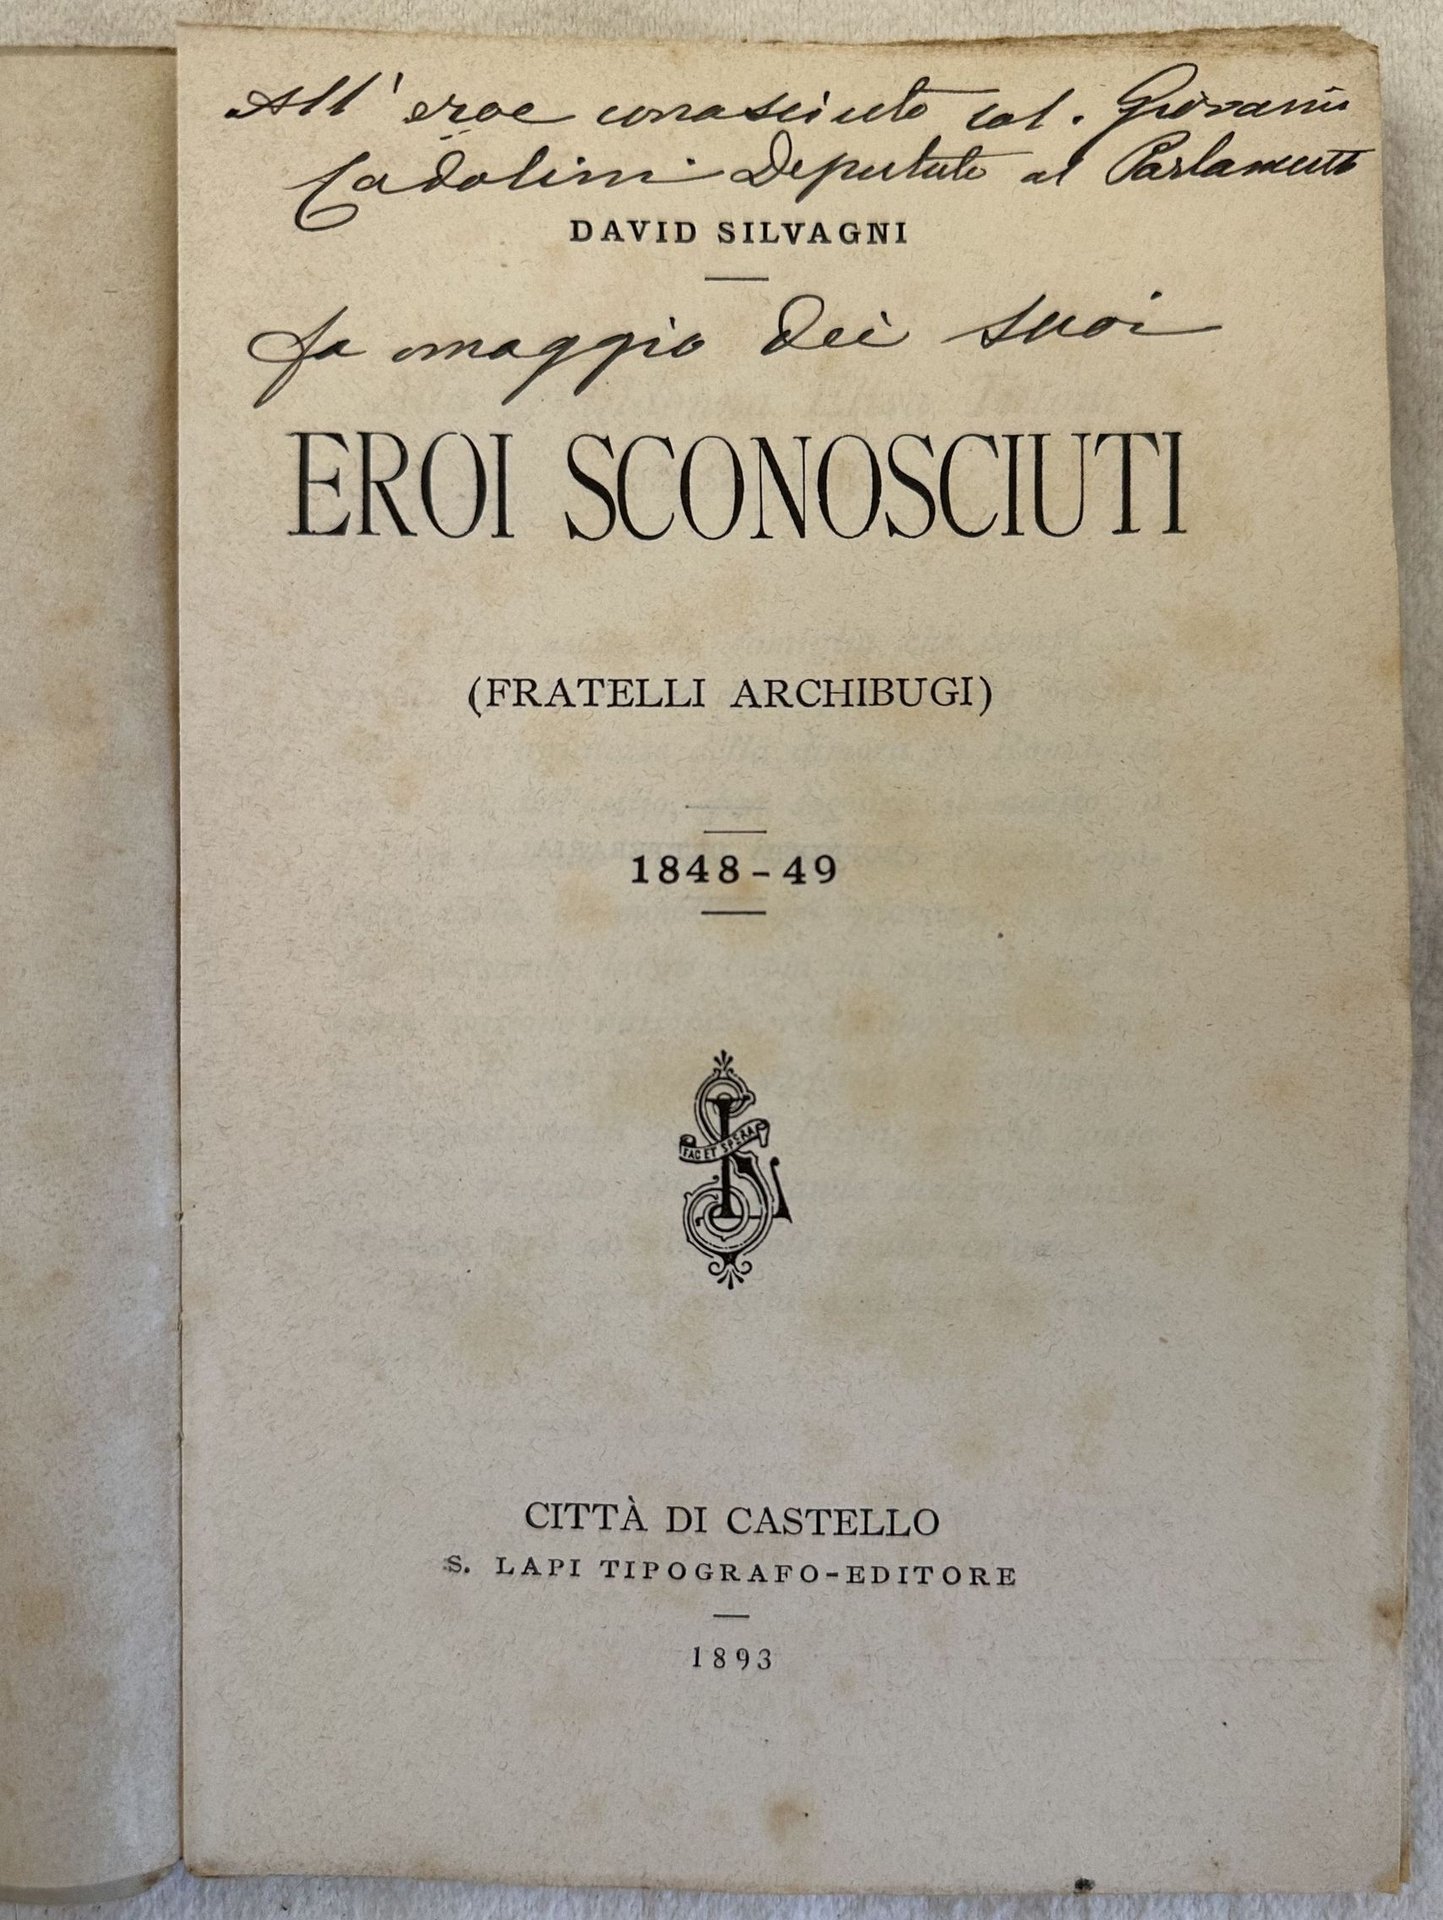 All' eroe conosciuto col. Giovanni
Cadolini Deputato al Parlamento
DAVID SILVAGNI
fa omaggio dei suoi
EROI SCONOSCIUTI
(FRATELLI ARCHIBUGI)
1848-49
FAC ET SPERA
CITTÀ DI CASTELLO
S. LAPI TIPOGRAFO-EDITORE
1893